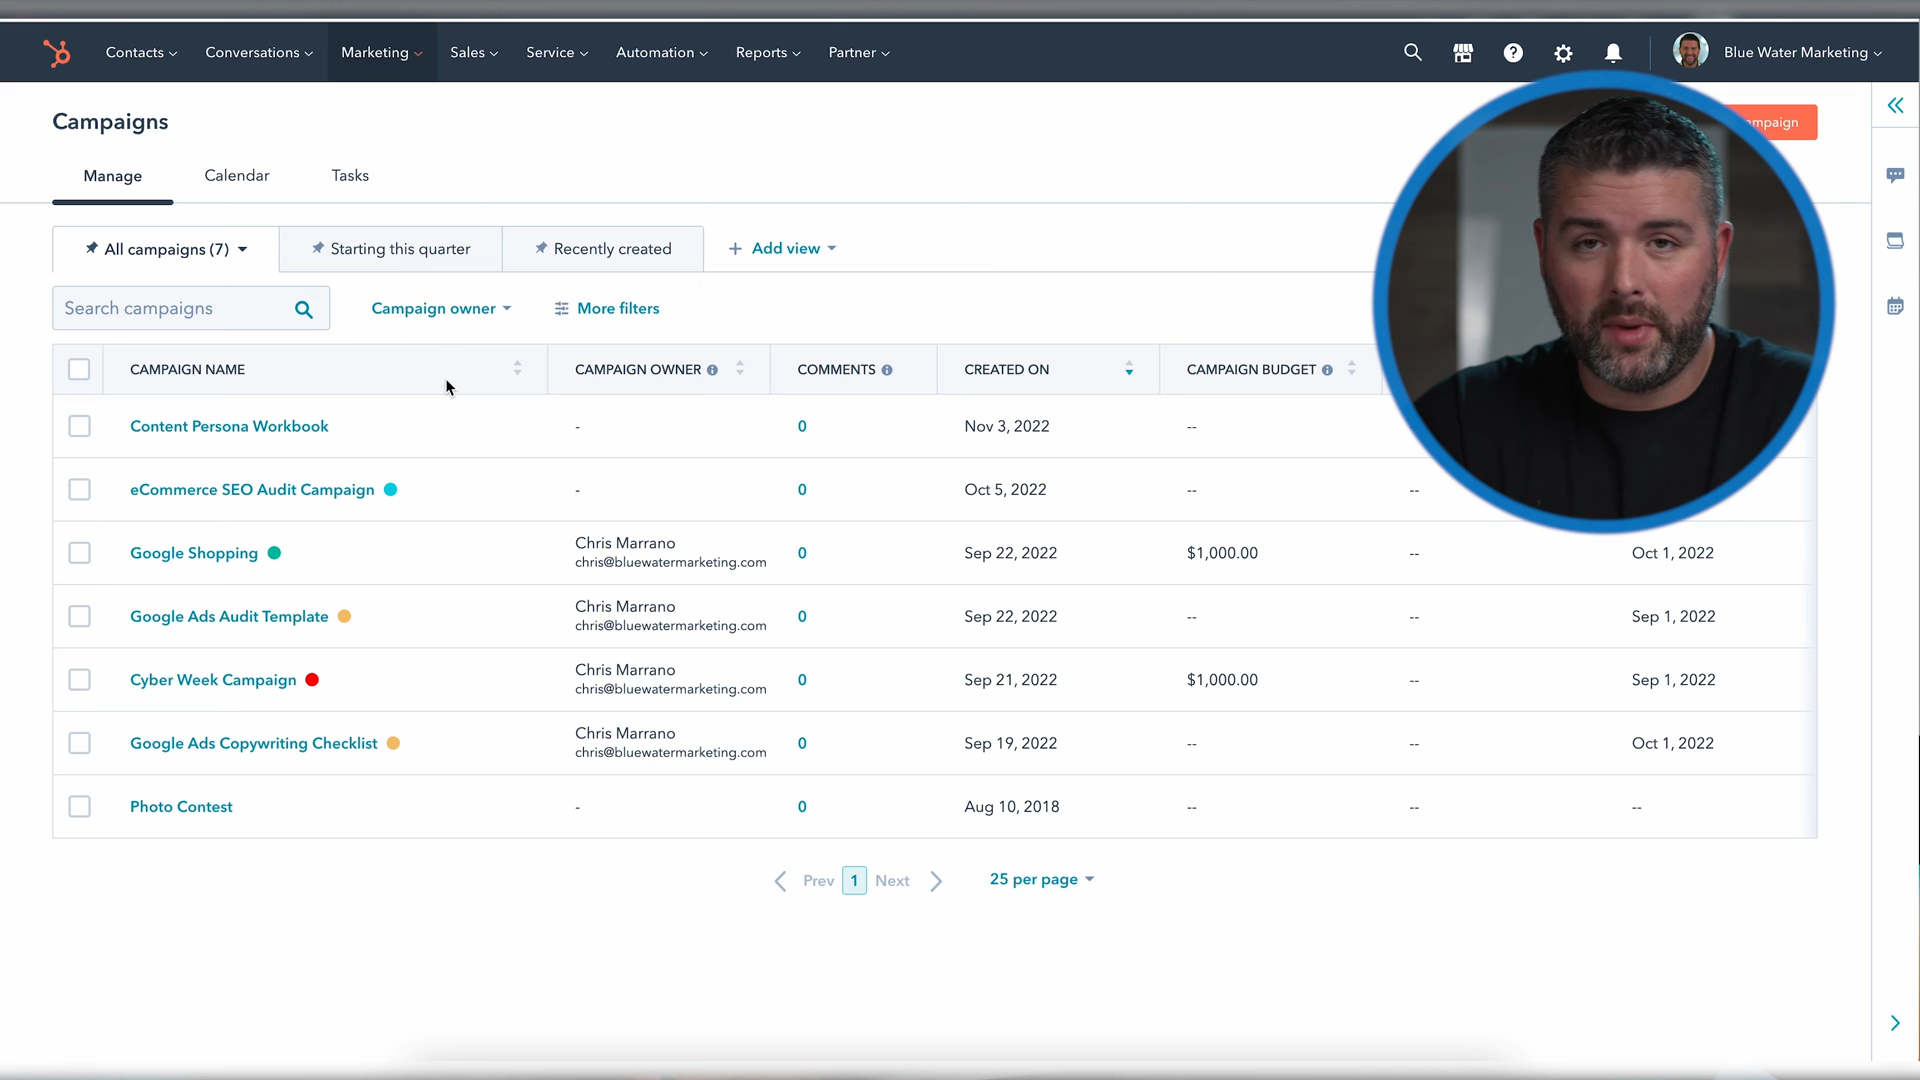 Contacts Conversations Marketing Sales Service Automation Reports Partner Blue Water Marketing
Campaigns
mpaign
Manage Calendar Tasks
All campaigns (7) Starting this quarter Recently created + Add view
Search campaigns Campaign owner More filters
CAMPAIGN NAME CAMPAIGN OWNER COMMENTS CREATED ON CAMPAIGN BUDGET
Content Persona Workbook - 0 Nov 3, 2022 --
eCommerce SEO Audit Campaign - 0 Oct 5, 2022 -- --
Google Shopping Chris Marrano 0 Sep 22, 2022 $1,000.00 -- Oct 1, 2022
chris@bluewatermarketing.com
Google Ads Audit Template Chris Marrano 0 Sep 22, 2022 -- -- Sep 1, 2022
chris@bluewatermarketing.com
Cyber Week Campaign Chris Marrano 0 Sep 21, 2022 $1,000.00 -- Sep 1, 2022
chris@bluewatermarketing.com
Google Ads Copywriting Checklist Chris Marrano 0 Sep 19, 2022 -- -- Oct 1, 2022
chris@bluewatermarketing.com
Photo Contest - 0 Aug 10, 2018 -- -- --
Prev 1 Next 25 per page